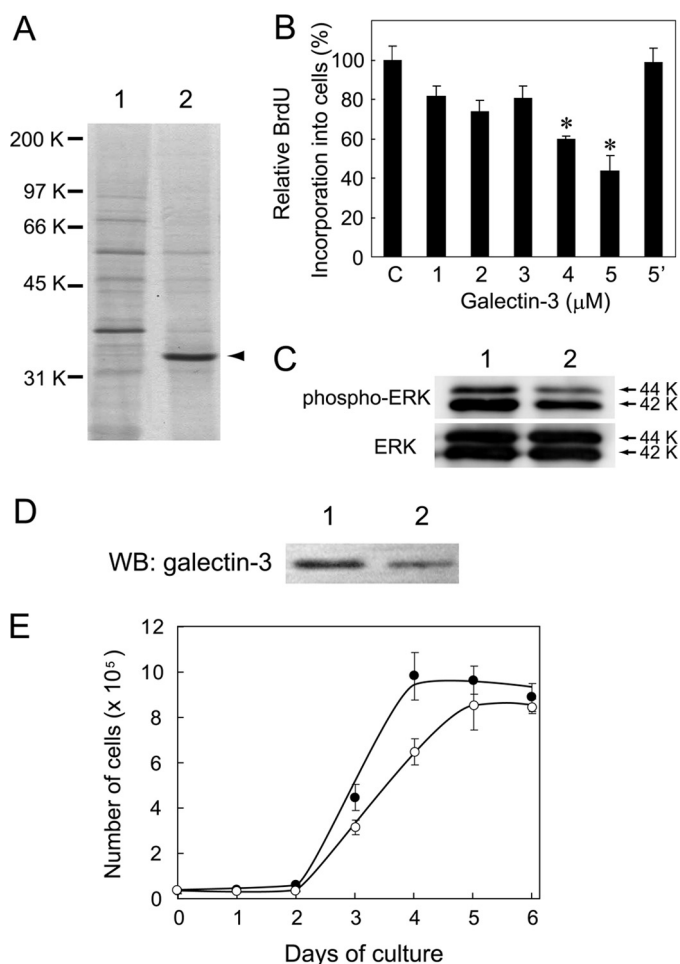 A
1 2
200 K
97 K
66 K
45 K
31 K
B
Relative BrdU
Incorporation into cells (%)
100
80
60
40
20
0
* *
C 1 2 3 4 5 5'
Galectin-3 (μM)
C
1 2
phospho-ERK
44 K
42 K
ERK
44 K
42 K
D
1 2
WB: galectin-3
E
Number of cells (x 10⁵)
12
10
8
6
4
2
0
0 1 2 3 4 5 6
Days of culture